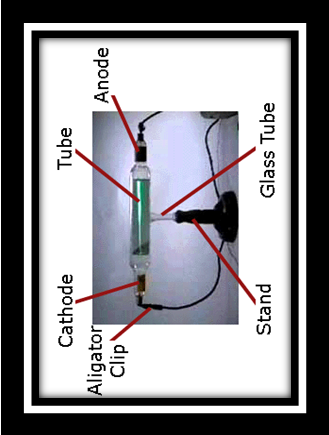 Aligator
Clip
Cathode
Tube
Anode
Stand
Glass Tube